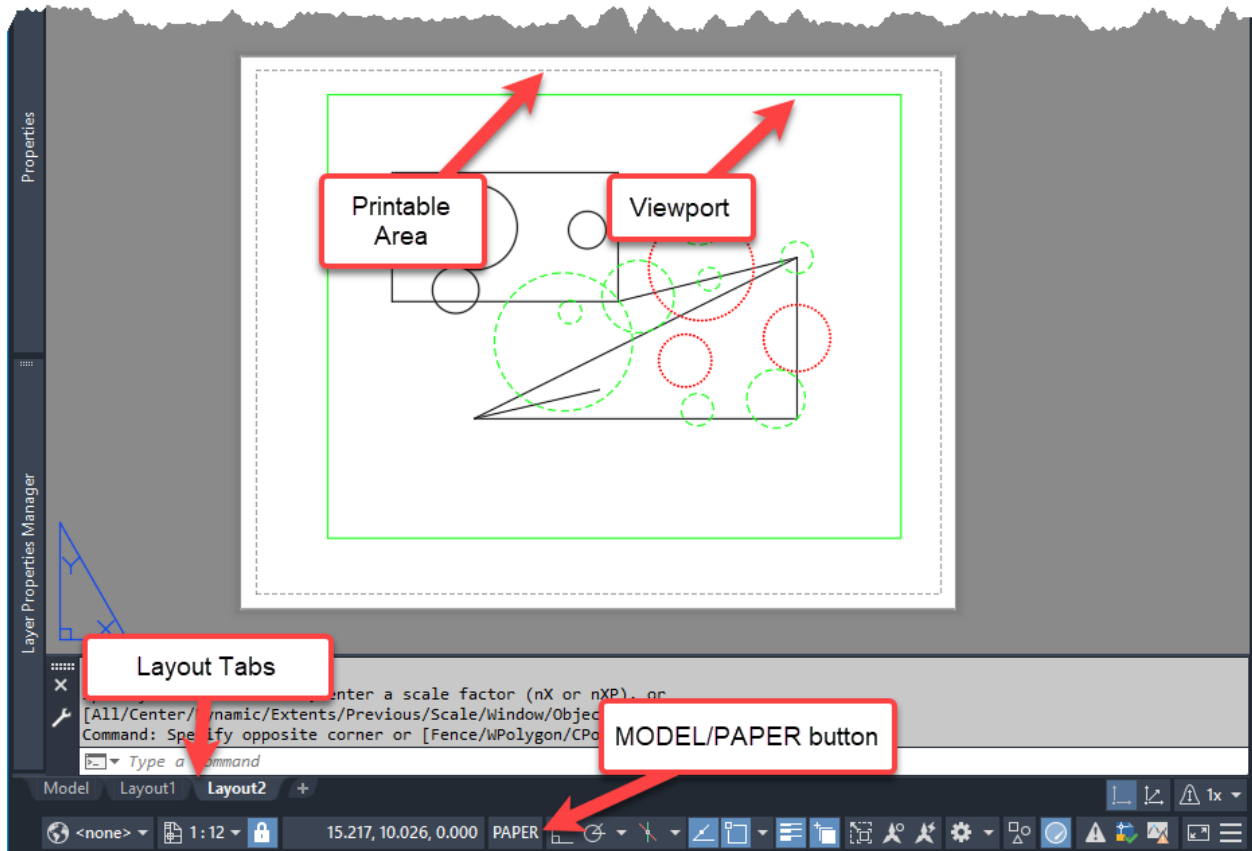 Properties
Printable
Area
Viewport
Layer Properties Manager
Y
X
Layout Tabs
enter a scale factor (nX or nXP), or
[All/Center/Dynamic/Extents/Previous/Scale/Window/Objec
Command: Specify opposite corner or [Fence/WPolygon/CPo
MODEL/PAPER button
Type a command
Model Layout1 Layout2 +
1x
<none> 1:12 15.217, 10.026, 0.000 PAPER